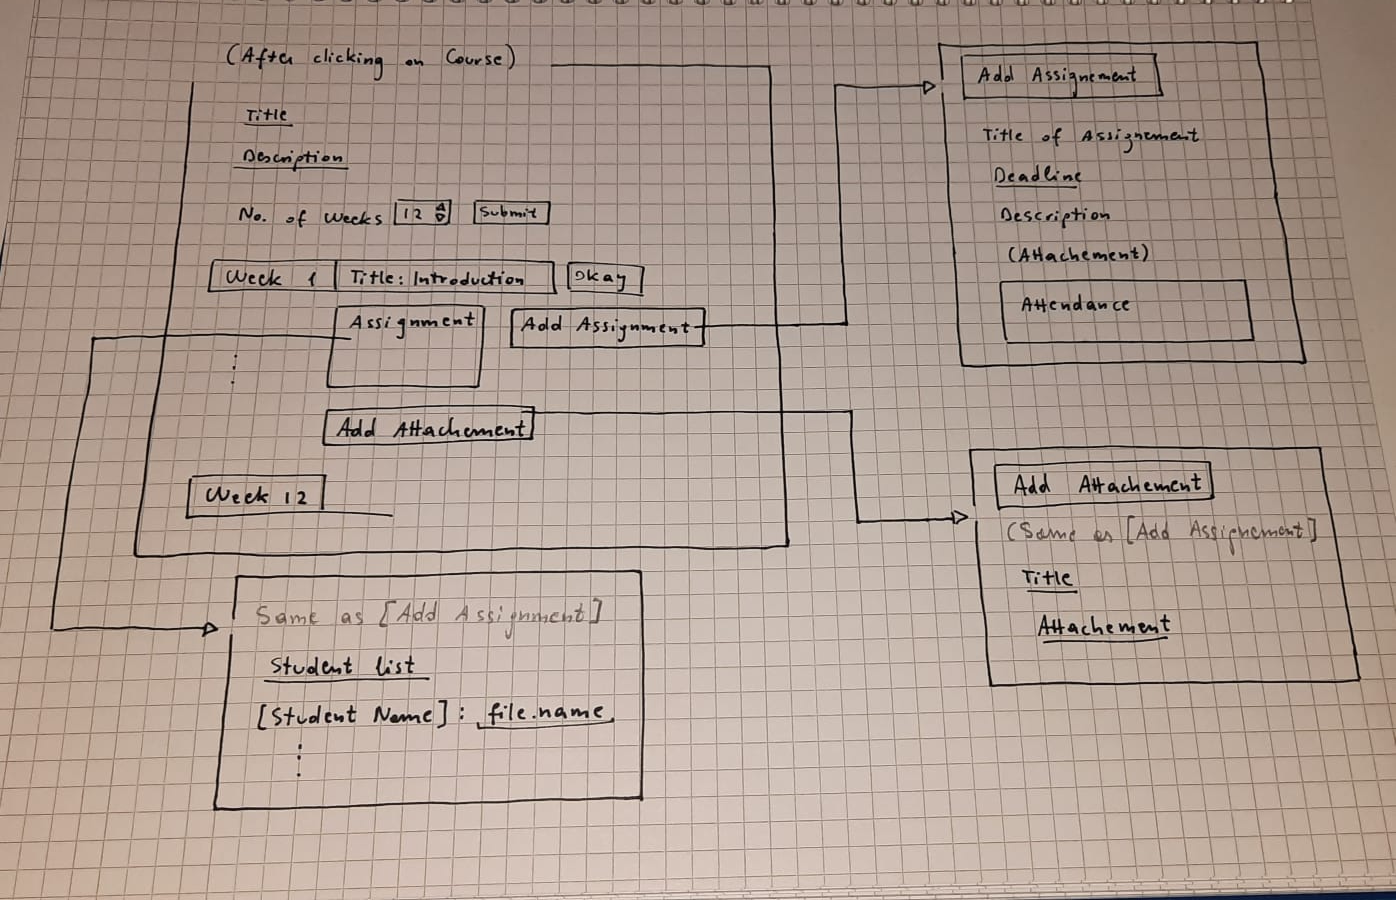 (After clicking on Course)
Title
Description
No. of weeks 12 Submit
Week 1 Title: Introduction Okay
Assignment Add Assignment
Add Attachement
Week 12
Add Assignement
Title of Assignement
Deadline
Description
(Attachement)
Attendance
Add Attachement
(Same as [Add Assignement]
Title
Attachement
Same as [Add Assignment]
Student list
[Student Name] : file.name